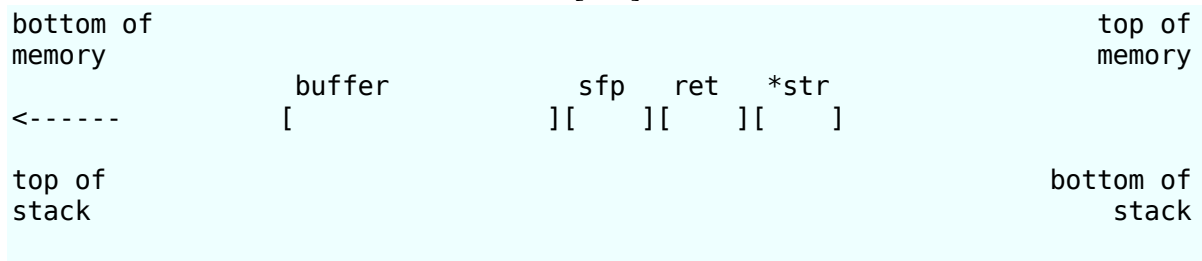 bottom of                                                            top of
memory                                                               memory
                  buffer            sfp   ret   *str
<------          [                ][    ][    ][    ]
top of                                                            bottom of
stack                                                                 stack